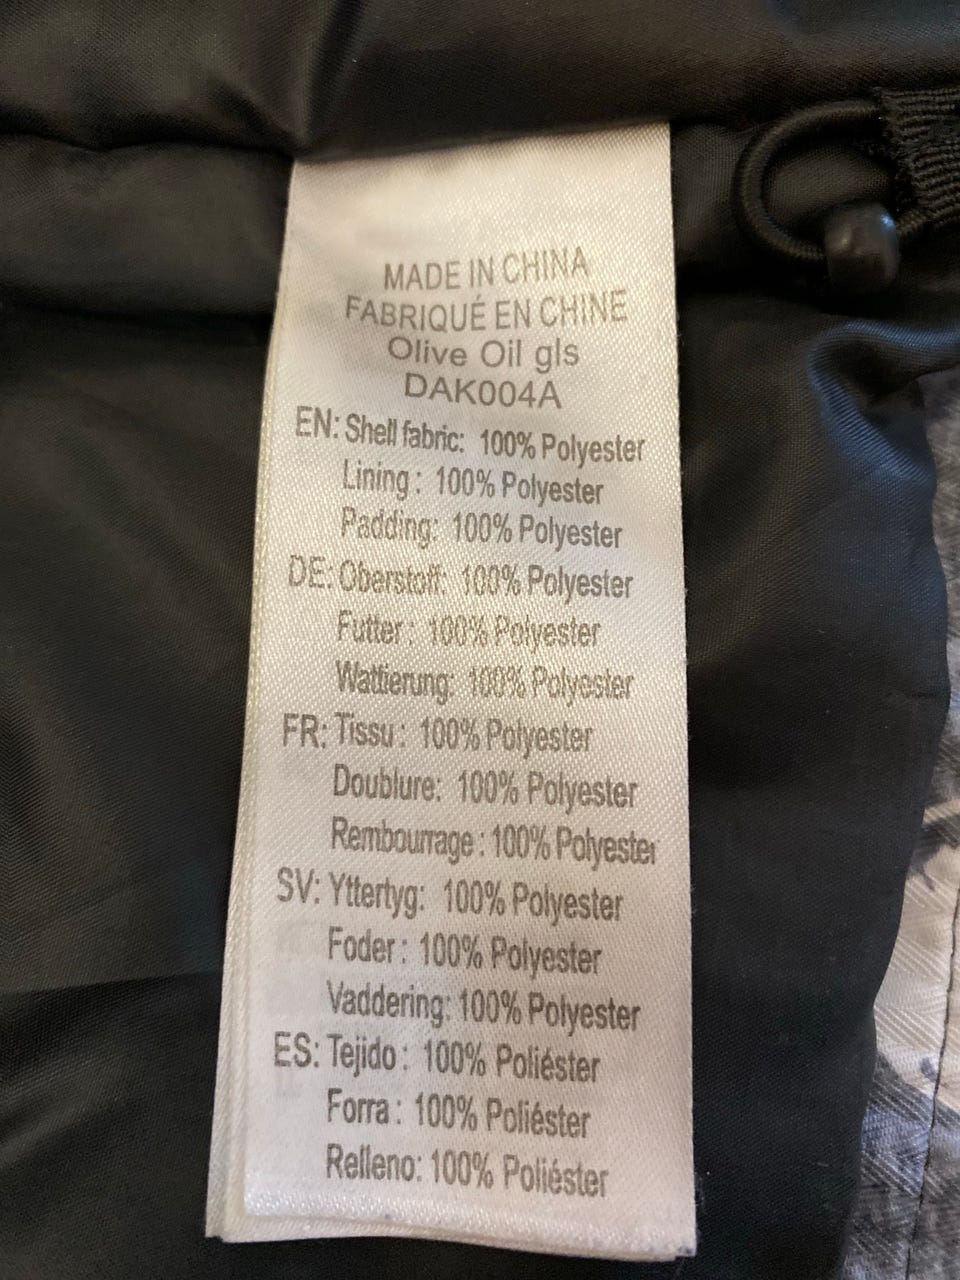 MADE IN CHINA
FABRIQUÉ EN CHINE
Olive Oil gls
DAK004A
EN: Shell fabric: 100% Polyester
Lining: 100% Polyester
Padding: 100% Polyester
DE: Oberstoff: 100% Polyester
Futter: 100% Polyester
Wattierung: 100% Polyester
FR: Tissu: 100% Polyester
Doublure: 100% Polyester
Rembourrage: 100% Polyester
SV: Yttertyg: 100% Polyester
Foder: 100% Polyester
Vaddering: 100% Polyester
ES: Tejido: 100% Poliéster
Forra: 100% Poliéster
Relleno: 100% Poliéster